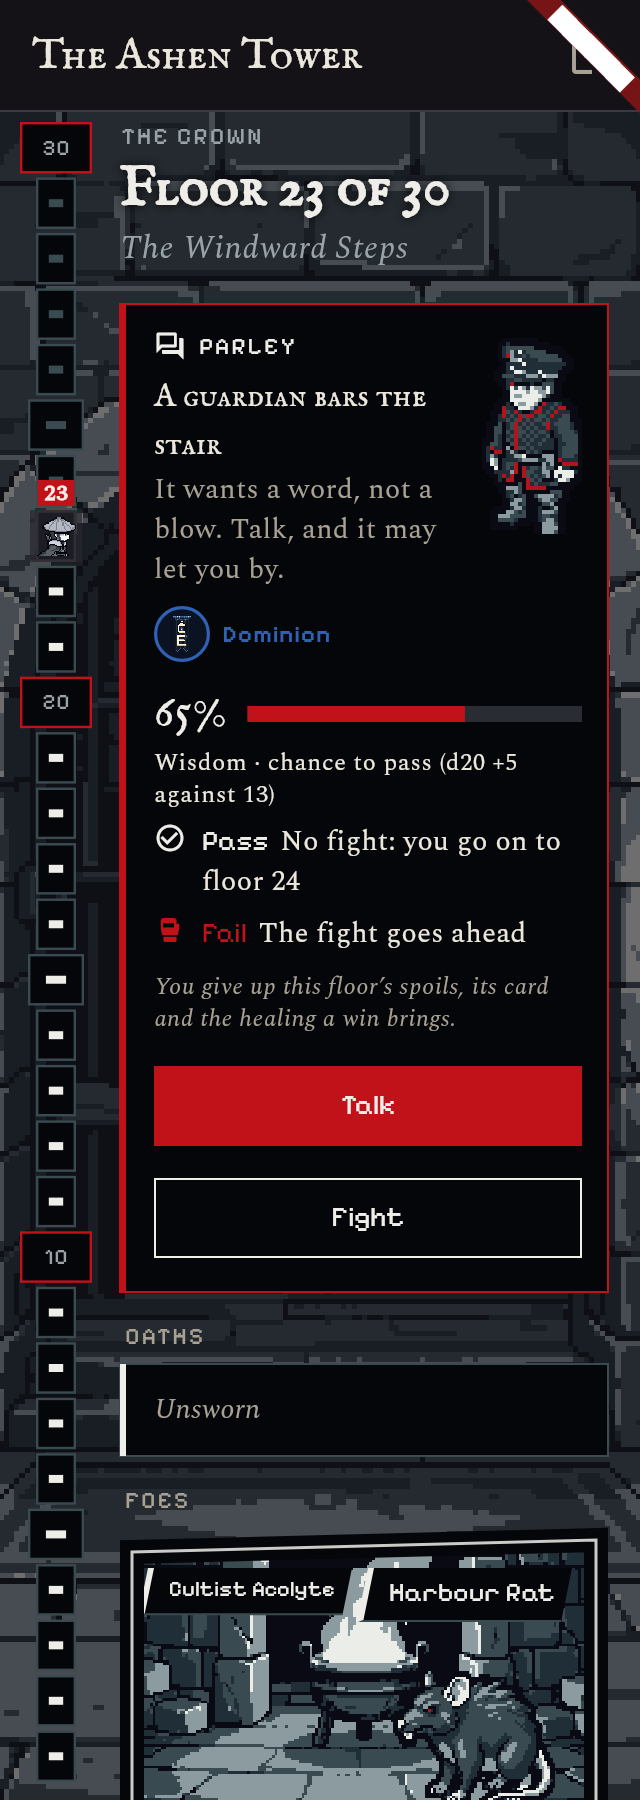 The Ashen Tower
30
THE CROWN
Floor 23 of 30
The Windward Steps
PARLEY
A guardian bars the
stair
It wants a word, not a
blow. Talk, and it may
let you by.
Dominion
65%
Wisdom · chance to pass (d20 +5
against 13)
Pass No fight: you go on to
floor 24
Fail The fight goes ahead
You give up this floor’s spoils, its card
and the healing a win brings.
Talk
Fight
23
20
10
OATHS
Unsworn
FOES
Cultist Acolyte
Harbour Rat